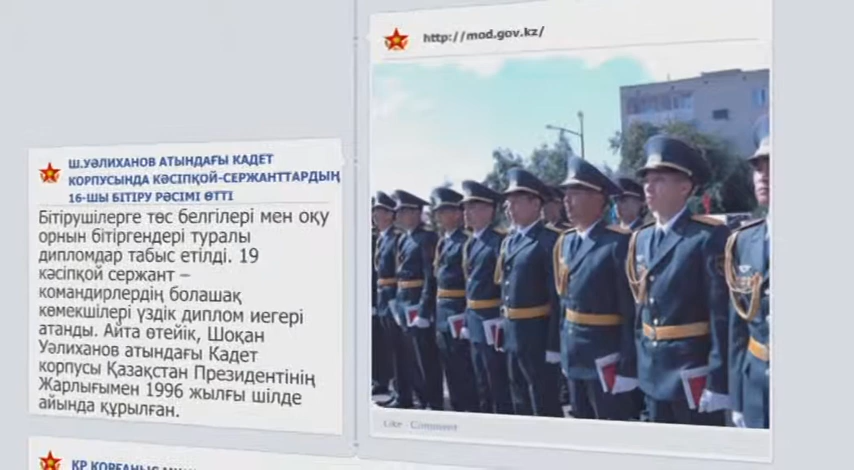 http://mod.gov.kz/
Ш.УӘЛИХАНОВ АТЫНДАҒЫ КАДЕТ
КОРПУСЫНДА КӘСІПҚОЙ-СЕРЖАНТТАРДЫҢ
16-ШЫ БІТІРУ РӘСІМІ ӨТТІ
Бітірушілерге төс белгілері мен оқу
орнын бітіргендері туралы
дипломдар табыс етілді. 19
кәсіпқой сержант –
командирлердің болашақ
көмекшілері үздік диплом иегері
атанды. Айта өтейік, Шоқан
Уәлиханов атындағы Кадет
корпусы Қазақстан Президентінің
Жарлығымен 1996 жылғы шілде
айында құрылған.
Like · Comment
ҚР ҚОРҒАНЫС